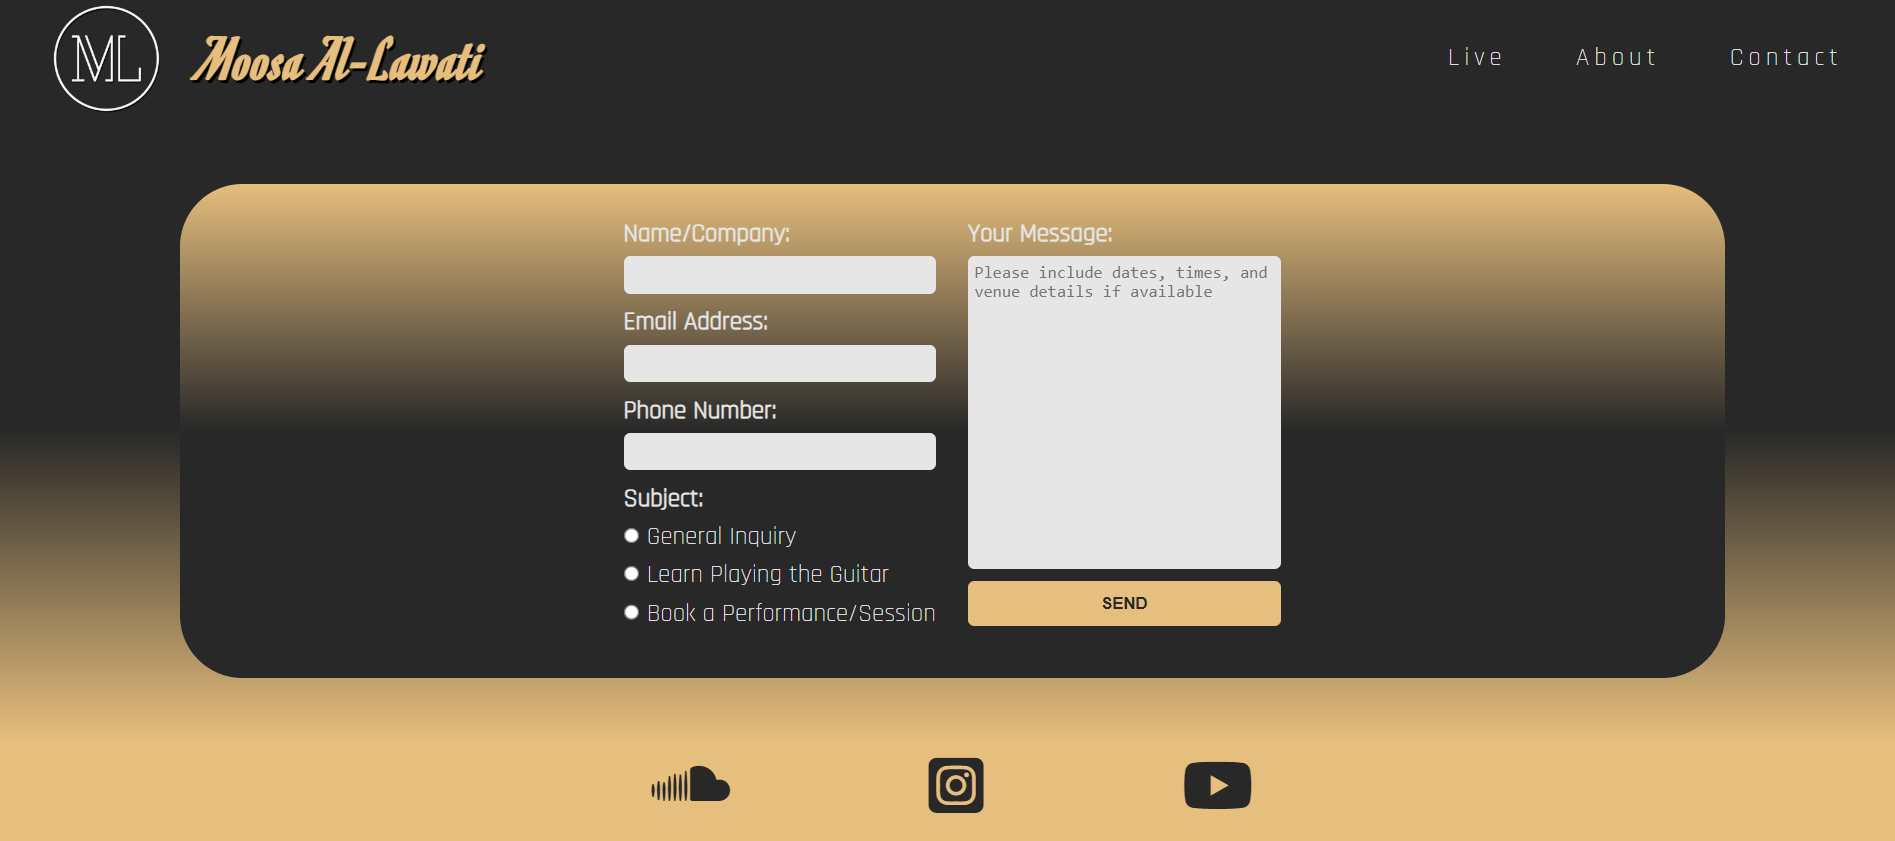 ML
Moosa Al-Lawati
Live
About
Contact
Name/Company:
Email Address:
Phone Number:
Subject:
General Inquiry
Learn Playing the Guitar
Book a Performance/Session
Your Message:
Please include dates, times, and
venue details if available
SEND